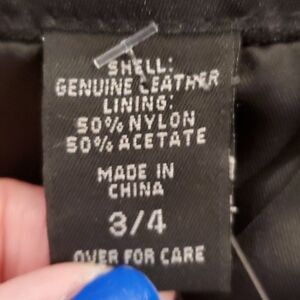 SHELL:
GENUINE LEATHER
LINING:
50% NYLON
50% ACETATE
MADE IN
CHINA
3/4
OVER FOR CARE